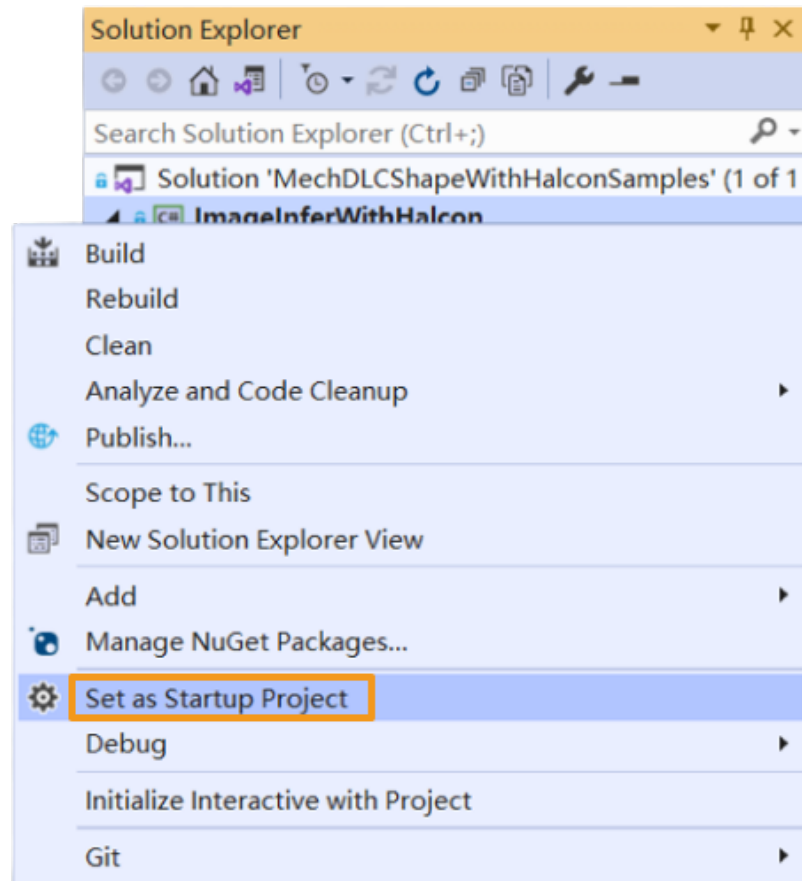 Solution Explorer
Search Solution Explorer (Ctrl+;)
Solution 'MechDLCShapeWithHalconSamples' (1 of 1
C# ImageInferWithHalcon
Build
Rebuild
Clean
Analyze and Code Cleanup
Publish...
Scope to This
New Solution Explorer View
Add
Manage NuGet Packages...
Set as Startup Project
Debug
Initialize Interactive with Project
Git